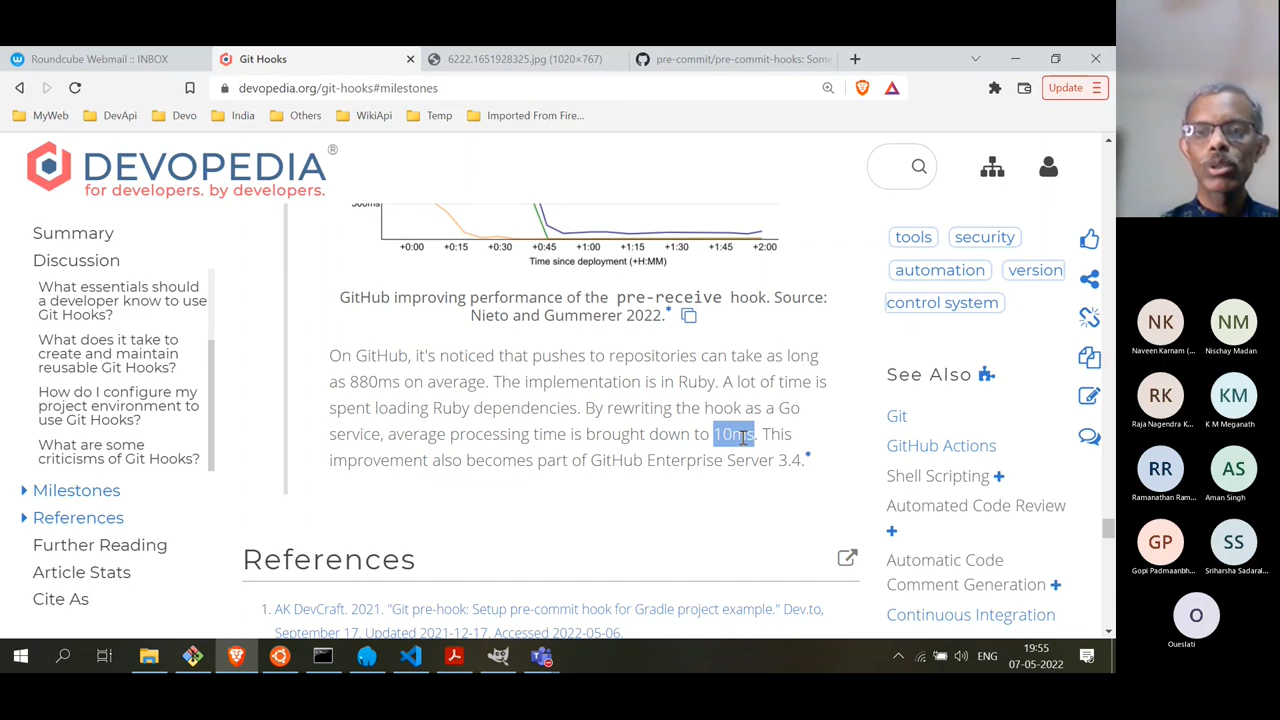 Roundcube Webmail :: INBOX
Git Hooks
6222.1651928325.jpg (1020×767)
pre-commit/pre-commit-hooks: Som
devopedia.org/git-hooks#milestones
Update
MyWeb
DevApi
Devo
India
Others
WikiApi
Temp
Imported From Fire...
DEVOPEDIA ®
for developers. by developers.
Summary
Discussion
What essentials should
a developer know to use
Git Hooks?
What does it take to
create and maintain
reusable Git Hooks?
How do I configure my
project environment to
use Git Hooks?
What are some
criticisms of Git Hooks?
Milestones
References
Further Reading
Article Stats
Cite As
+0:00 +0:15 +0:30 +0:45 +1:00 +1:15 +1:30 +1:45 +2:00
Time since deployment (+H:MM)
GitHub improving performance of the pre-receive hook. Source:
Nieto and Gummerer 2022.*
On GitHub, it's noticed that pushes to repositories can take as long
as 880ms on average. The implementation is in Ruby. A lot of time is
spent loading Ruby dependencies. By rewriting the hook as a Go
service, average processing time is brought down to 10ms. This
improvement also becomes part of GitHub Enterprise Server 3.4.*
References
1. AK DevCraft. 2021. "Git pre-hook: Setup pre-commit hook for Gradle project example." Dev.to,
September 17. Updated 2021-12-17. Accessed 2022-05-06.
tools
security
automation
version
control system
See Also
Git
GitHub Actions
Shell Scripting +
Automated Code Review
+
Automatic Code
Comment Generation +
Continuous Integration
ENG
19:55
07-05-2022
NK
Naveen Karnam (...
NM
Nischay Madan
RK
Raja Nagendra K...
KM
K M Meganath
RR
Ramanathan Ram...
AS
Aman Singh
GP
Gopi Padmaanbh...
SS
Sriharsha Sadaral...
O
Oueslati